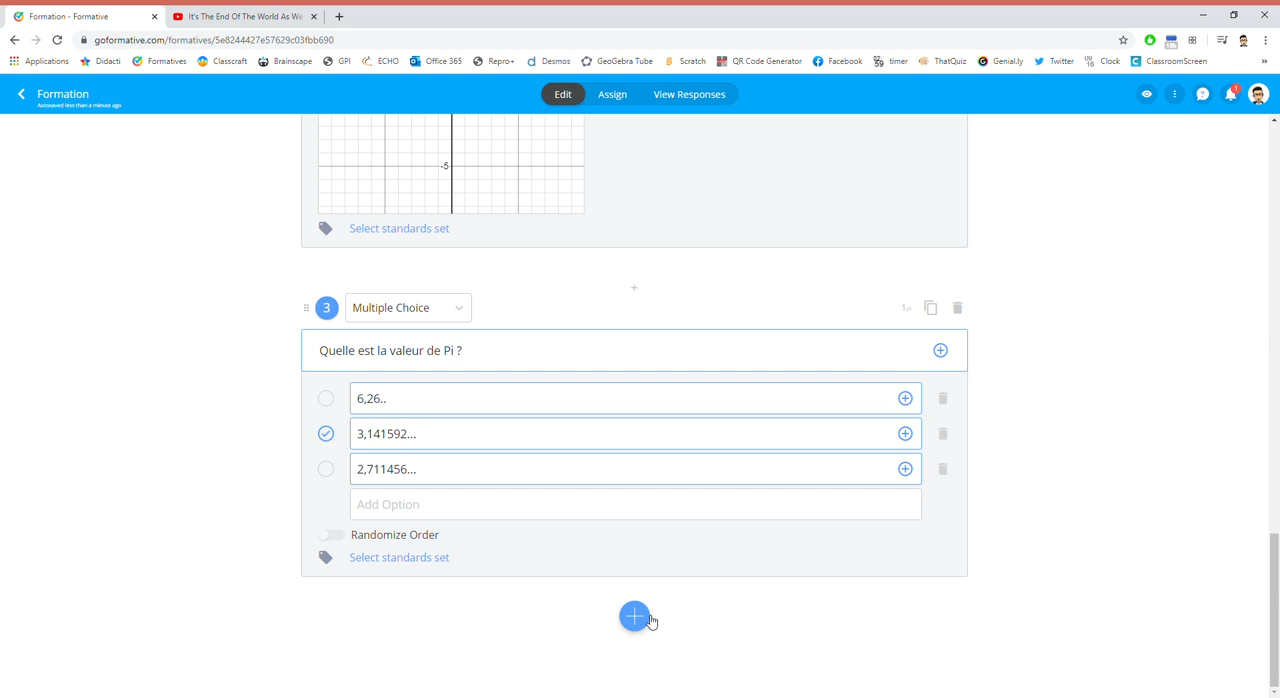 Formation - Formative
It's The End Of The World As We
goformative.com/formatives/5e8244427e57629c03fbb690
Applications Didacti Formatives Classcraft Brainscape GPI ECHO Office 365 Repro+ Desmos GeoGebra Tube Scratch QR Code Generator Facebook timer ThatQuiz Genial.ly Twitter Clock ClassroomScreen »
Formation
Autosaved less than a minute ago
Edit Assign View Responses
1
-5
Select standards set
3 Multiple Choice
1 pt
Quelle est la valeur de Pi ?
6,26..
3,141592...
2,711456...
Add Option
Randomize Order
Select standards set